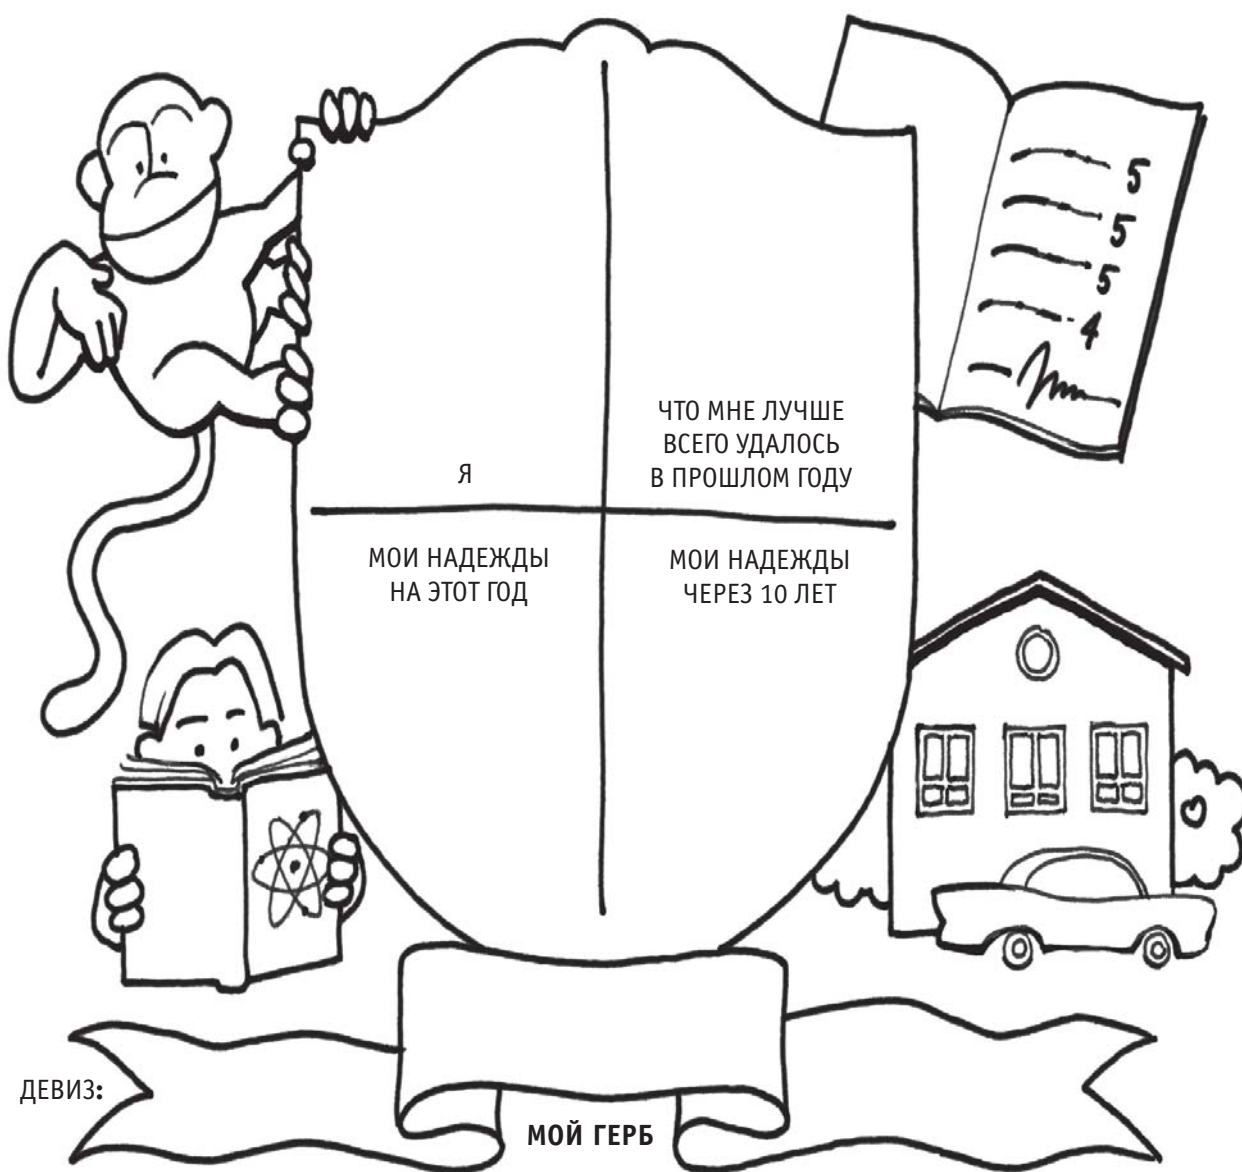 5
5
5
4
Я
ЧТО МНЕ ЛУЧШЕ
ВСЕГО УДАЛОСЬ
В ПРОШЛОМ ГОДУ
МОИ НАДЕЖДЫ
НА ЭТОТ ГОД
МОИ НАДЕЖДЫ
ЧЕРЕЗ 10 ЛЕТ
ДЕВИЗ:
МОЙ ГЕРБ